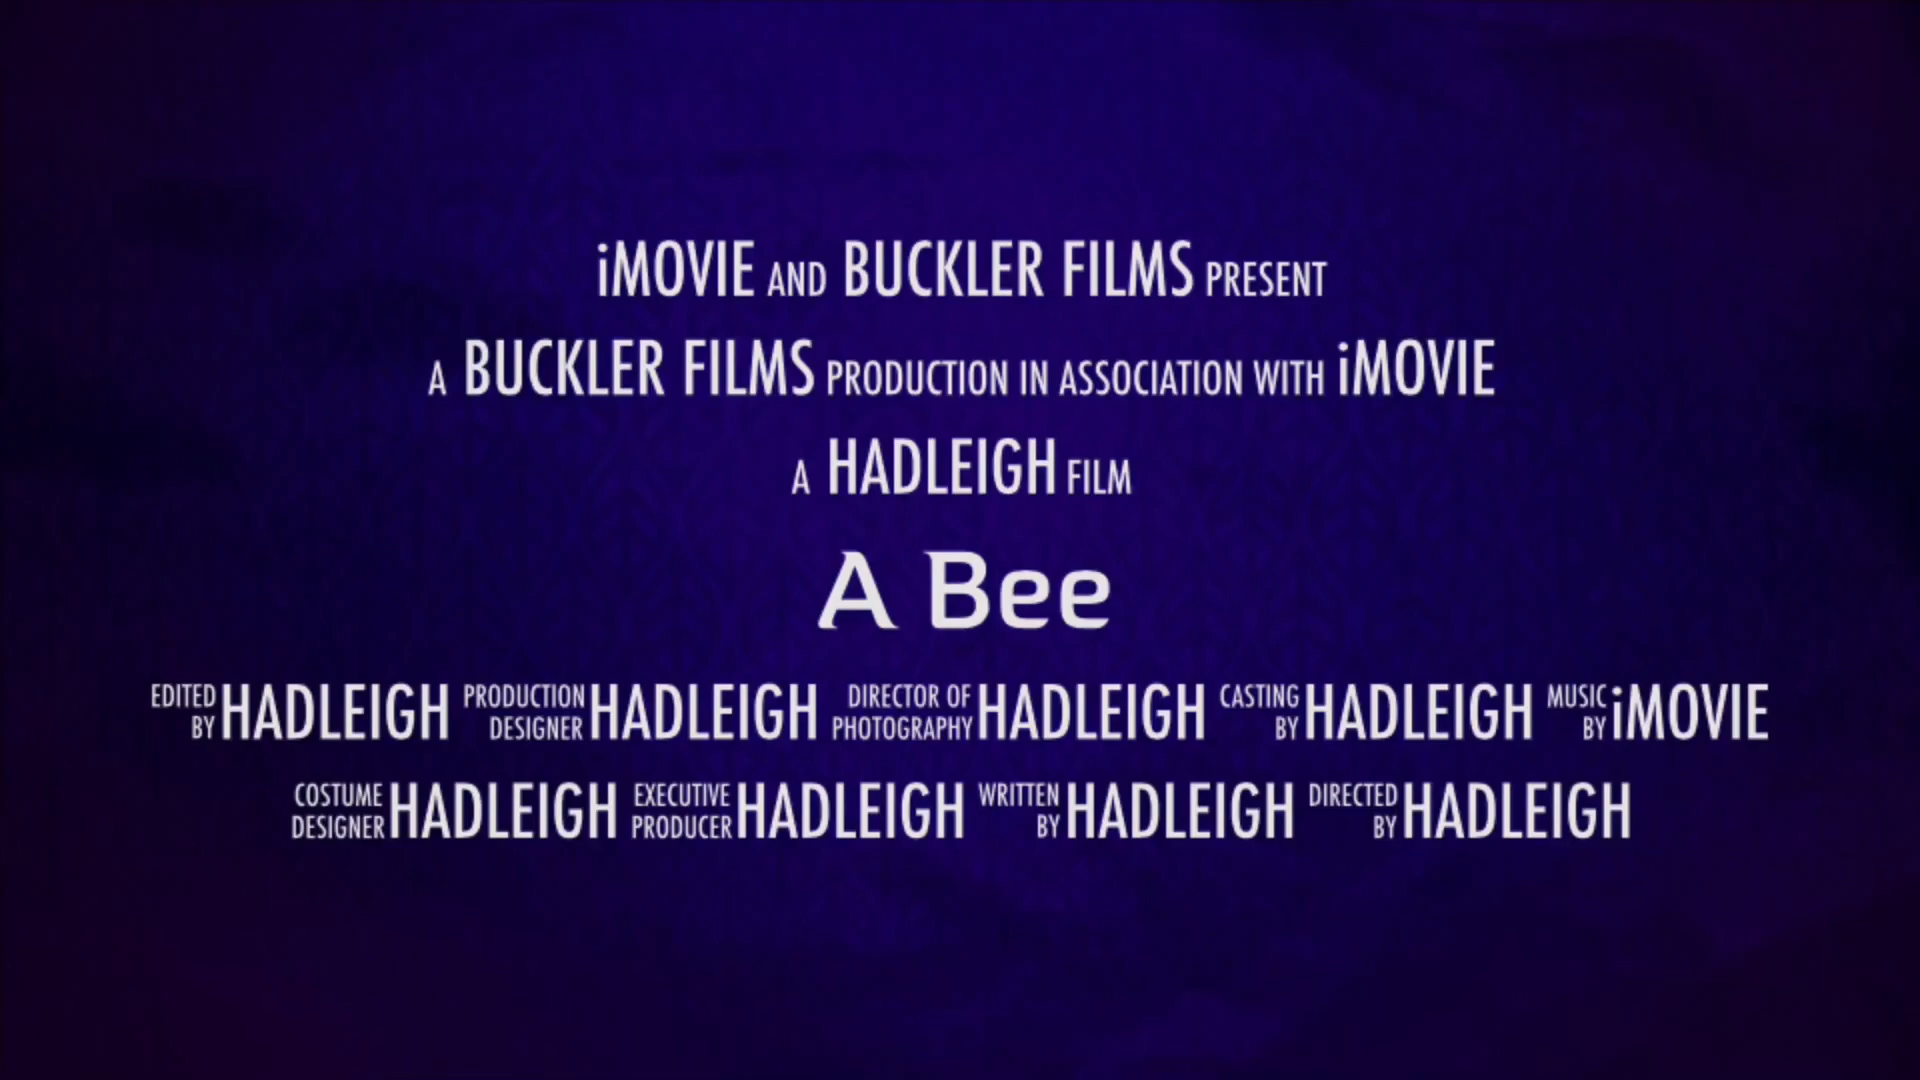 iMOVIE AND BUCKLER FILMS PRESENT
A BUCKLER FILMS PRODUCTION IN ASSOCIATION WITH iMOVIE
A HADLEIGH FILM
A Bee
EDITED BY HADLEIGH PRODUCTION DESIGNER HADLEIGH DIRECTOR OF PHOTOGRAPHY HADLEIGH CASTING BY HADLEIGH MUSIC BY iMOVIE
COSTUME DESIGNER HADLEIGH EXECUTIVE PRODUCER HADLEIGH WRITTEN BY HADLEIGH DIRECTED BY HADLEIGH